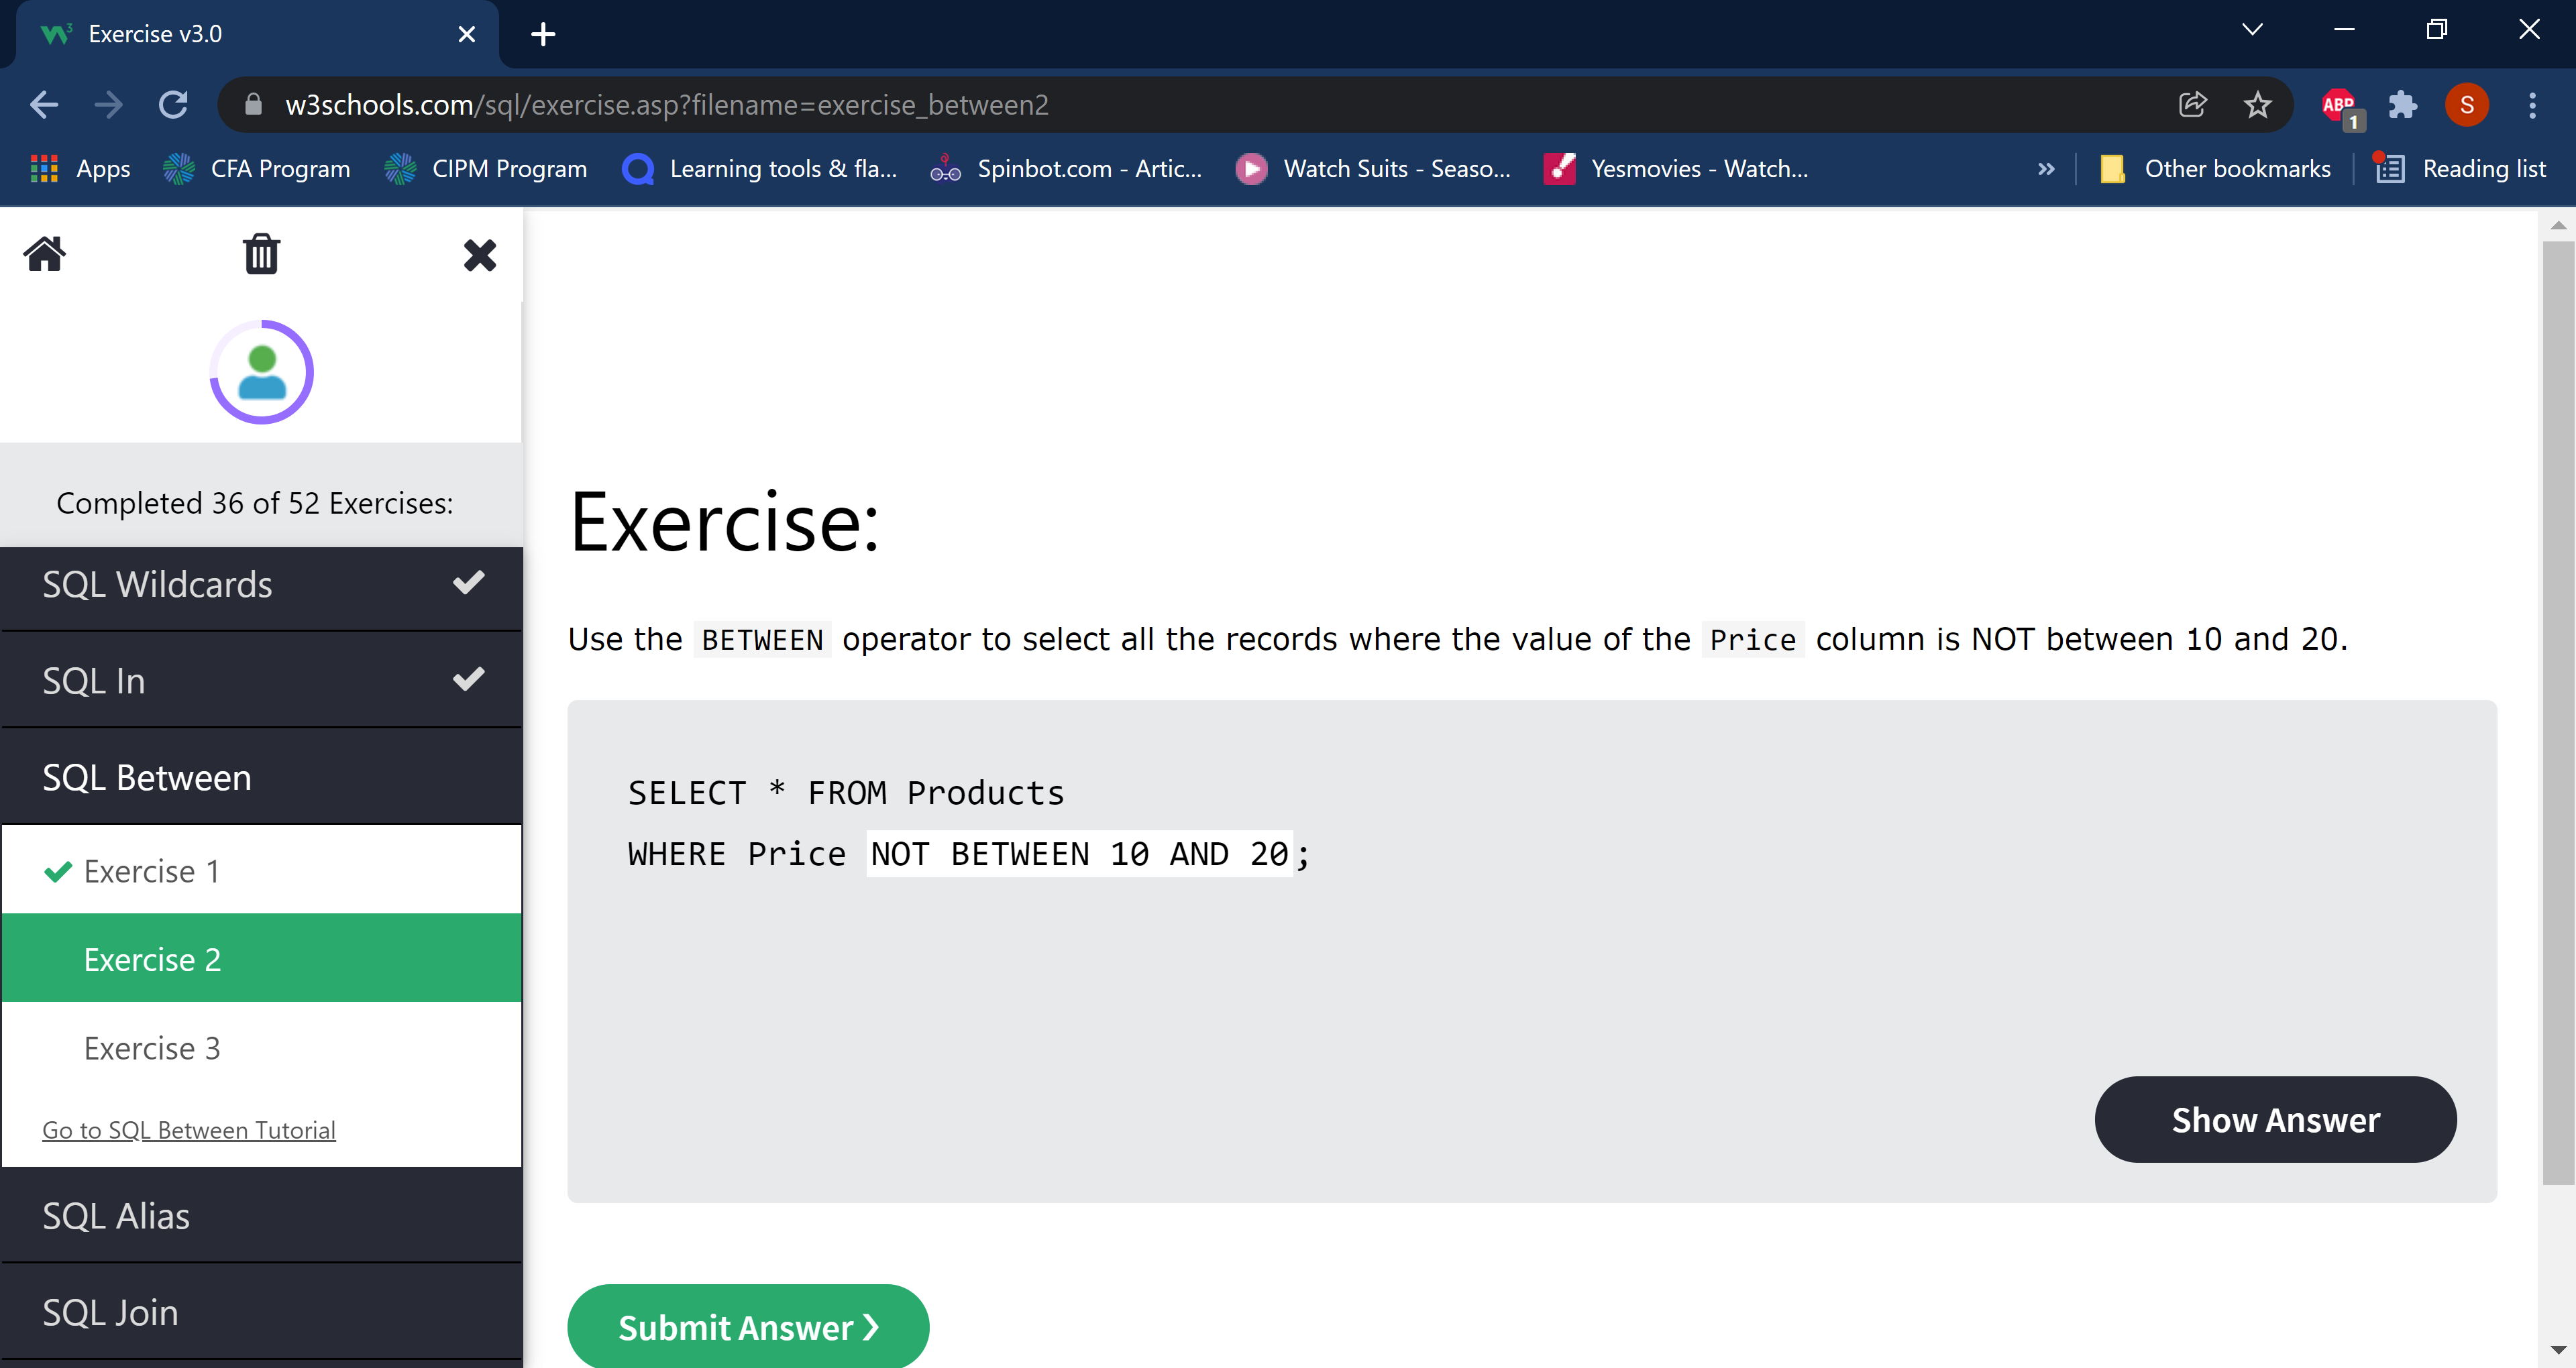 Exercise v3.0
w3schools.com/sql/exercise.asp?filename=exercise_between2
ABP
1
S
Apps
CFA Program
CIPM Program
Learning tools & fla...
Spinbot.com - Artic...
Watch Suits - Seaso...
Yesmovies - Watch...
»
Other bookmarks
Reading list
Completed 36 of 52 Exercises:
SQL Wildcards
SQL In
SQL Between
Exercise 1
Exercise 2
Exercise 3
Go to SQL Between Tutorial
SQL Alias
SQL Join
Exercise:
Use the BETWEEN operator to select all the records where the value of the Price column is NOT between 10 and 20.
SELECT * FROM Products
WHERE Price NOT BETWEEN 10 AND 20;
Show Answer
Submit Answer ❯